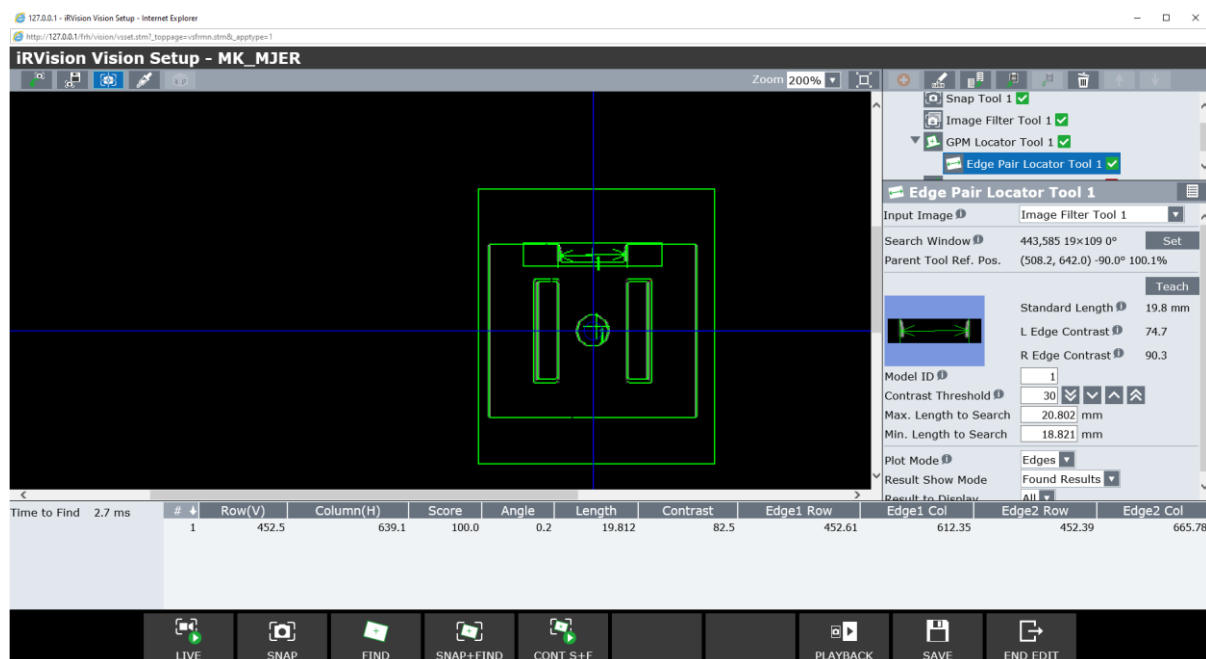 127.0.0.1 - iRVision Vision Setup - Internet Explorer
http://127.0.0.1/frh/vision/vsset.stm?_toppage=vsfrmn.stm&_apptype=1
iRVision Vision Setup - MK_MJER
Zoom 200%
Snap Tool 1
Image Filter Tool 1
GPM Locator Tool 1
Edge Pair Locator Tool 1
Edge Pair Locator Tool 1
Input Image Image Filter Tool 1
Search Window 443,585 19×109 0° Set
Parent Tool Ref. Pos. (508.2, 642.0) -90.0° 100.1%
Teach
Standard Length 19.8 mm
L Edge Contrast 74.7
R Edge Contrast 90.3
Model ID 1
Contrast Threshold 30
Max. Length to Search 20.802 mm
Min. Length to Search 18.821 mm
Plot Mode Edges
Result Show Mode Found Results
Result to Display All
Time to Find 2.7 ms
# Row(V) Column(H) Score Angle Length Contrast Edge1 Row Edge1 Col Edge2 Row Edge2 Col
1 452.5 639.1 100.0 0.2 19.812 82.5 452.61 612.35 452.39 665.78
LIVE SNAP FIND SNAP+FIND CONT S+F PLAYBACK SAVE END EDIT